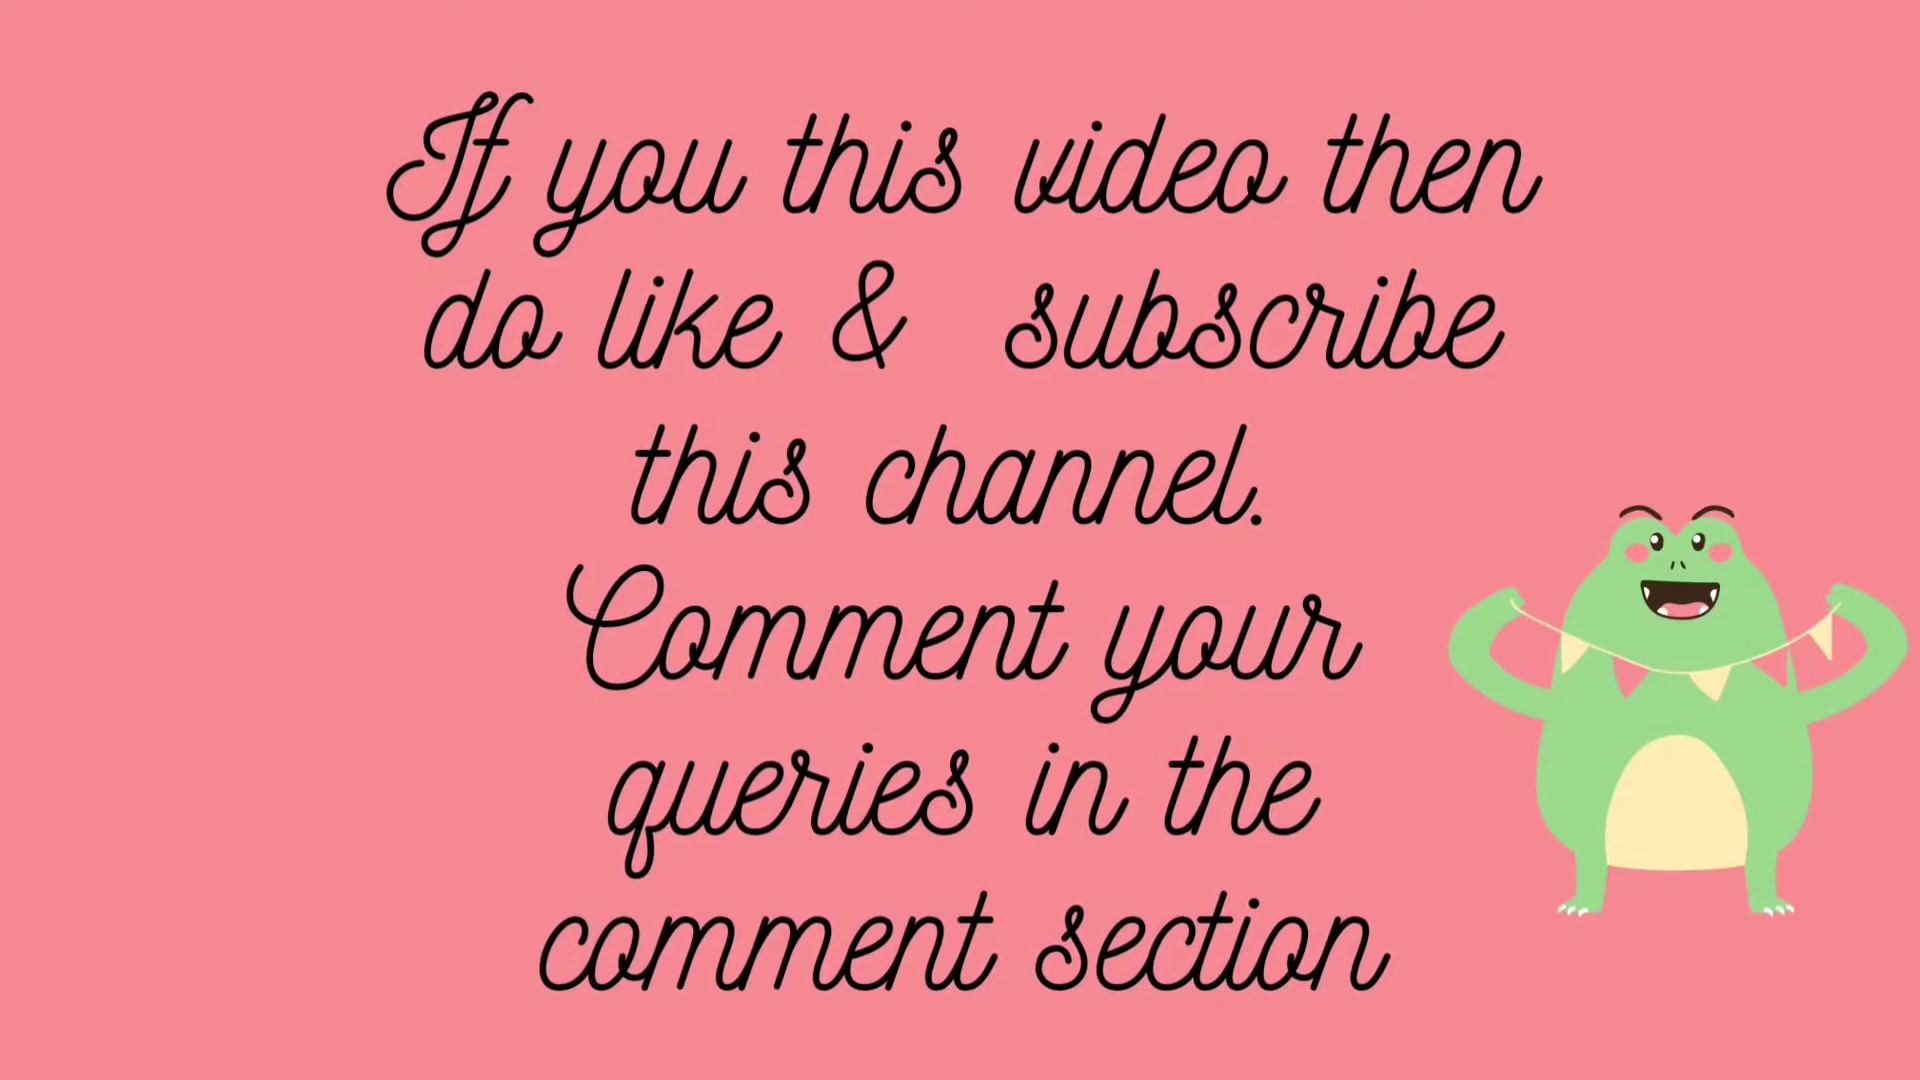 If you this video then
do like & subscribe
this channel.
Comment your
queries in the
comment section